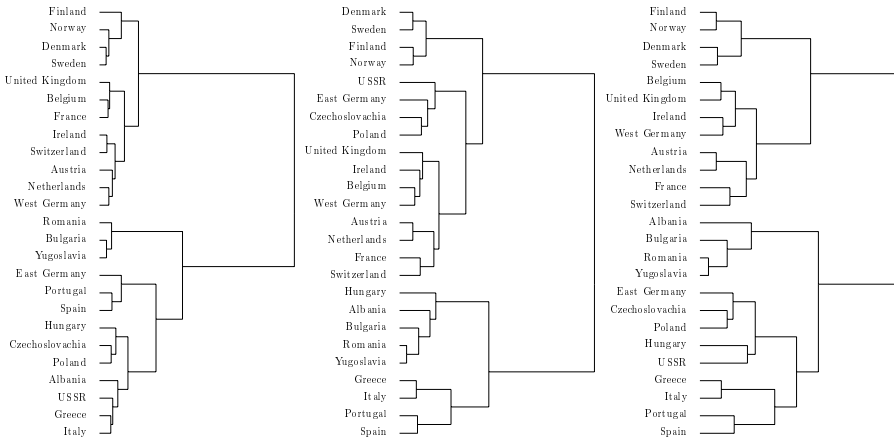 Finland
Norway
Denmark
Sweden
United Kingdom
Belgium
France
Ireland
Switzerland
Austria
Netherlands
West Germany
Romania
Bulgaria
Yugoslavia
East Germany
Portugal
Spain
Hungary
Czechoslovachia
Poland
Albania
USSR
Greece
Italy
Denmark
Sweden
Finland
Norway
USSR
East Germany
Czechoslovachia
Poland
United Kingdom
Ireland
Belgium
West Germany
Austria
Netherlands
France
Switzerland
Hungary
Albania
Bulgaria
Romania
Yugoslavia
Greece
Italy
Portugal
Spain
Finland
Norway
Denmark
Sweden
Belgium
United Kingdom
Ireland
West Germany
Austria
Netherlands
France
Switzerland
Albania
Bulgaria
Romania
Yugoslavia
East Germany
Czechoslovachia
Poland
Hungary
USSR
Greece
Italy
Portugal
Spain